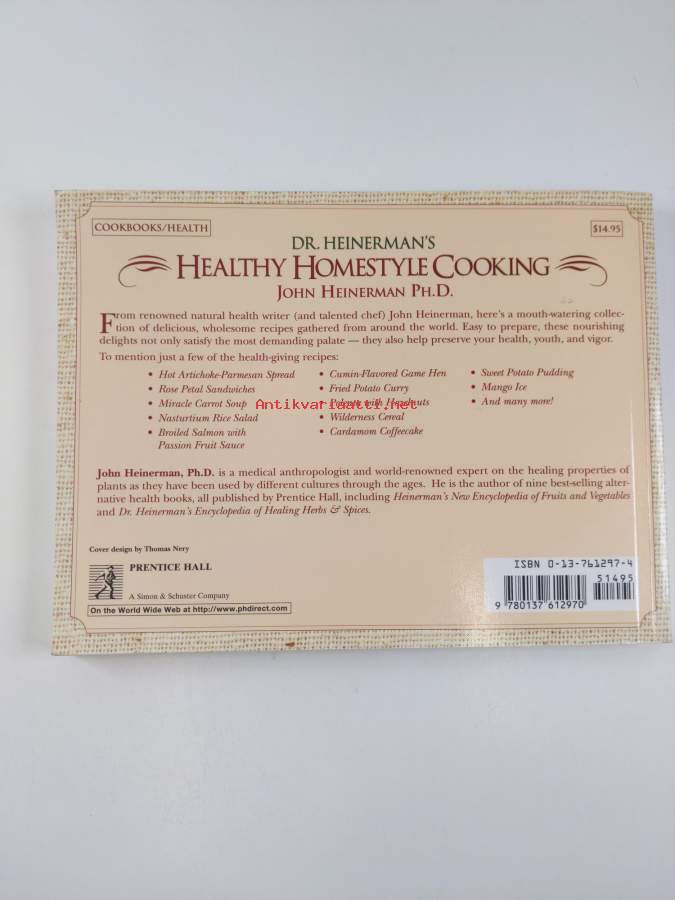 COOKBOOKS/HEALTH
$14.95
DR. HEINERMAN'S
HEALTHY HOMESTYLE COOKING
JOHN HEINERMAN PH.D.
From renowned natural health writer (and talented chef) John Heinerman, here's a mouth-watering collec-
tion of delicious, wholesome recipes gathered from around the world. Easy to prepare, these nourishing
delights not only satisfy the most demanding palate — they also help preserve your health, youth, and vigor.
To mention just a few of the health-giving recipes:
• Hot Artichoke-Parmesan Spread
• Rose Petal Sandwiches
• Miracle Carrot Soup
• Nasturtium Rice Salad
• Broiled Salmon with
Passion Fruit Sauce
• Cumin-Flavored Game Hen
• Fried Potato Curry
• with Hazelnuts
• Wilderness Cereal
• Cardamom Coffeecake
• Sweet Potato Pudding
• Mango Ice
• And many more!
Antikvariaatti.net
John Heinerman, Ph.D. is a medical anthropologist and world-renowned expert on the healing properties of
plants as they have been used by different cultures through the ages. He is the author of nine best-selling alter-
native health books, all published by Prentice Hall, including Heinerman's New Encyclopedia of Fruits and Vegetables
and Dr. Heinerman's Encyclopedia of Healing Herbs & Spices.
Cover design by Thomas Nery
PRENTICE HALL
A Simon & Schuster Company
On the World Wide Web at http://www.phdirect.com
ISBN 0-13-761297-4
51495
9 780137 612970